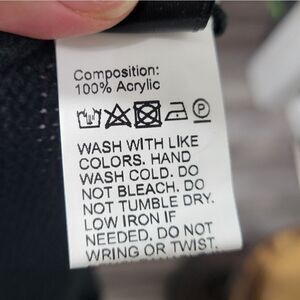 Composition:
100% Acrylic
P
WASH WITH LIKE
COLORS. HAND
WASH COLD. DO
NOT BLEACH. DO
NOT TUMBLE DRY.
LOW IRON IF
NEEDED. DO NOT
WRING OR TWIST.